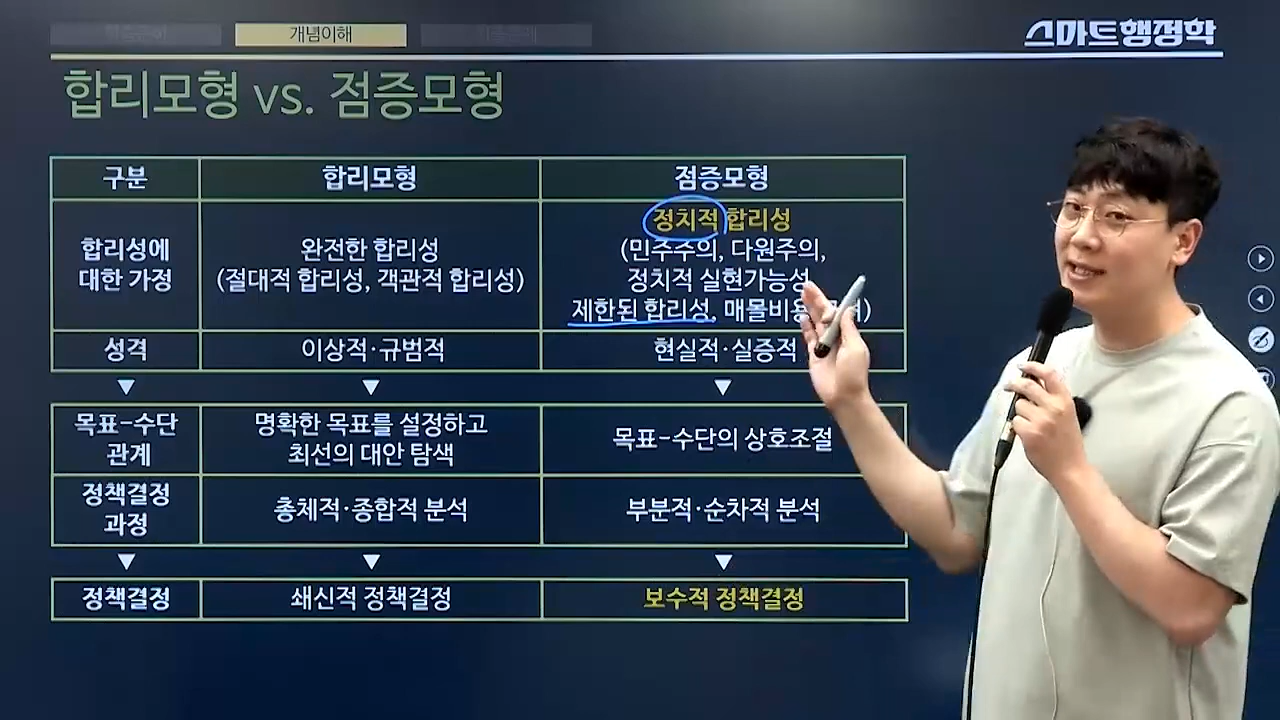 개념이해
스마트행정학
합리모형 vs. 점증모형
구분
합리모형
점증모형
합리성에
대한 가정
완전한 합리성
(절대적 합리성, 객관적 합리성)
정치적 합리성
(민주주의, 다원주의,
정치적 실현가능성
제한된 합리성, 매몰비용
성격
이상적·규범적
현실적·실증적
목표-수단
관계
명확한 목표를 설정하고
최선의 대안 탐색
목표-수단의 상호조절
정책결정
과정
총체적·종합적 분석
부분적·순차적 분석
정책결정
쇄신적 정책결정
보수적 정책결정